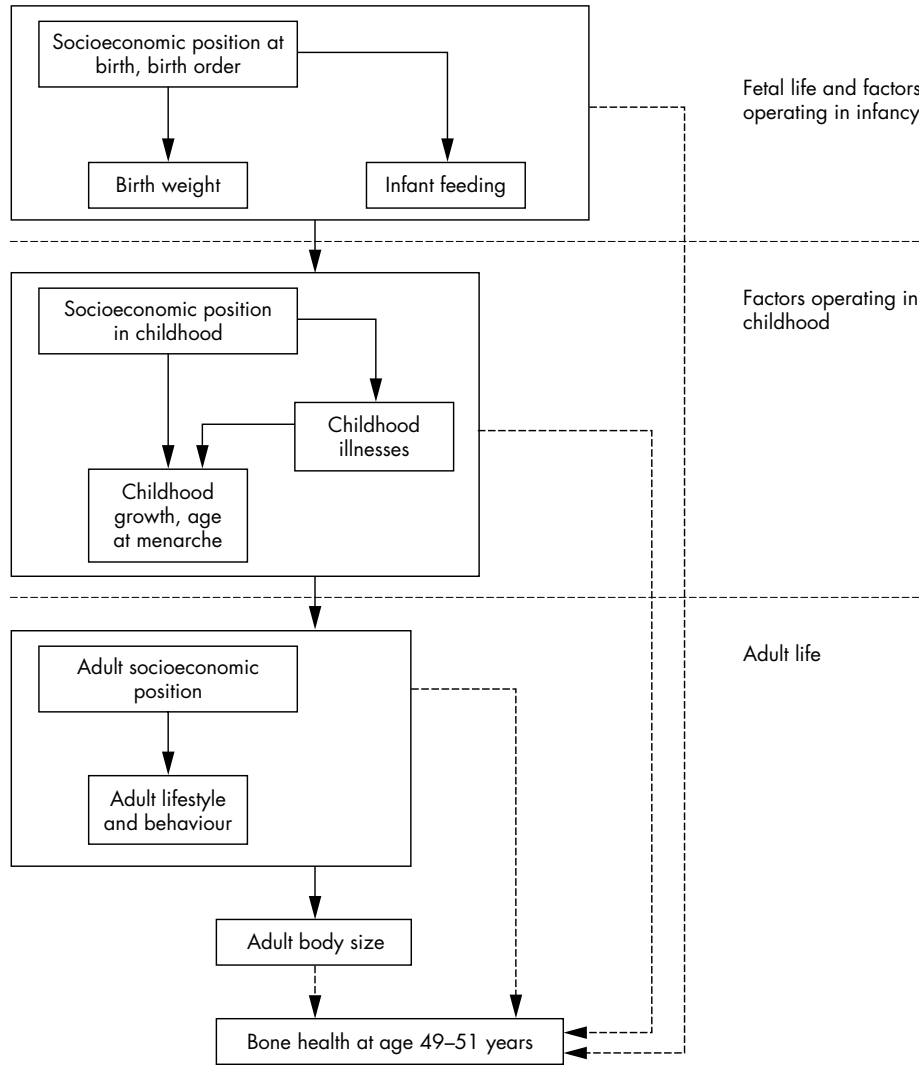 Socioeconomic position at
birth, birth order
Fetal life and factors
operating in infancy
Birth weight
Infant feeding
Socioeconomic position
in childhood
Factors operating in
childhood
Childhood
illnesses
Childhood
growth, age
at menarche
Adult socioeconomic
position
Adult life
Adult lifestyle
and behaviour
Adult body size
Bone health at age 49–51 years